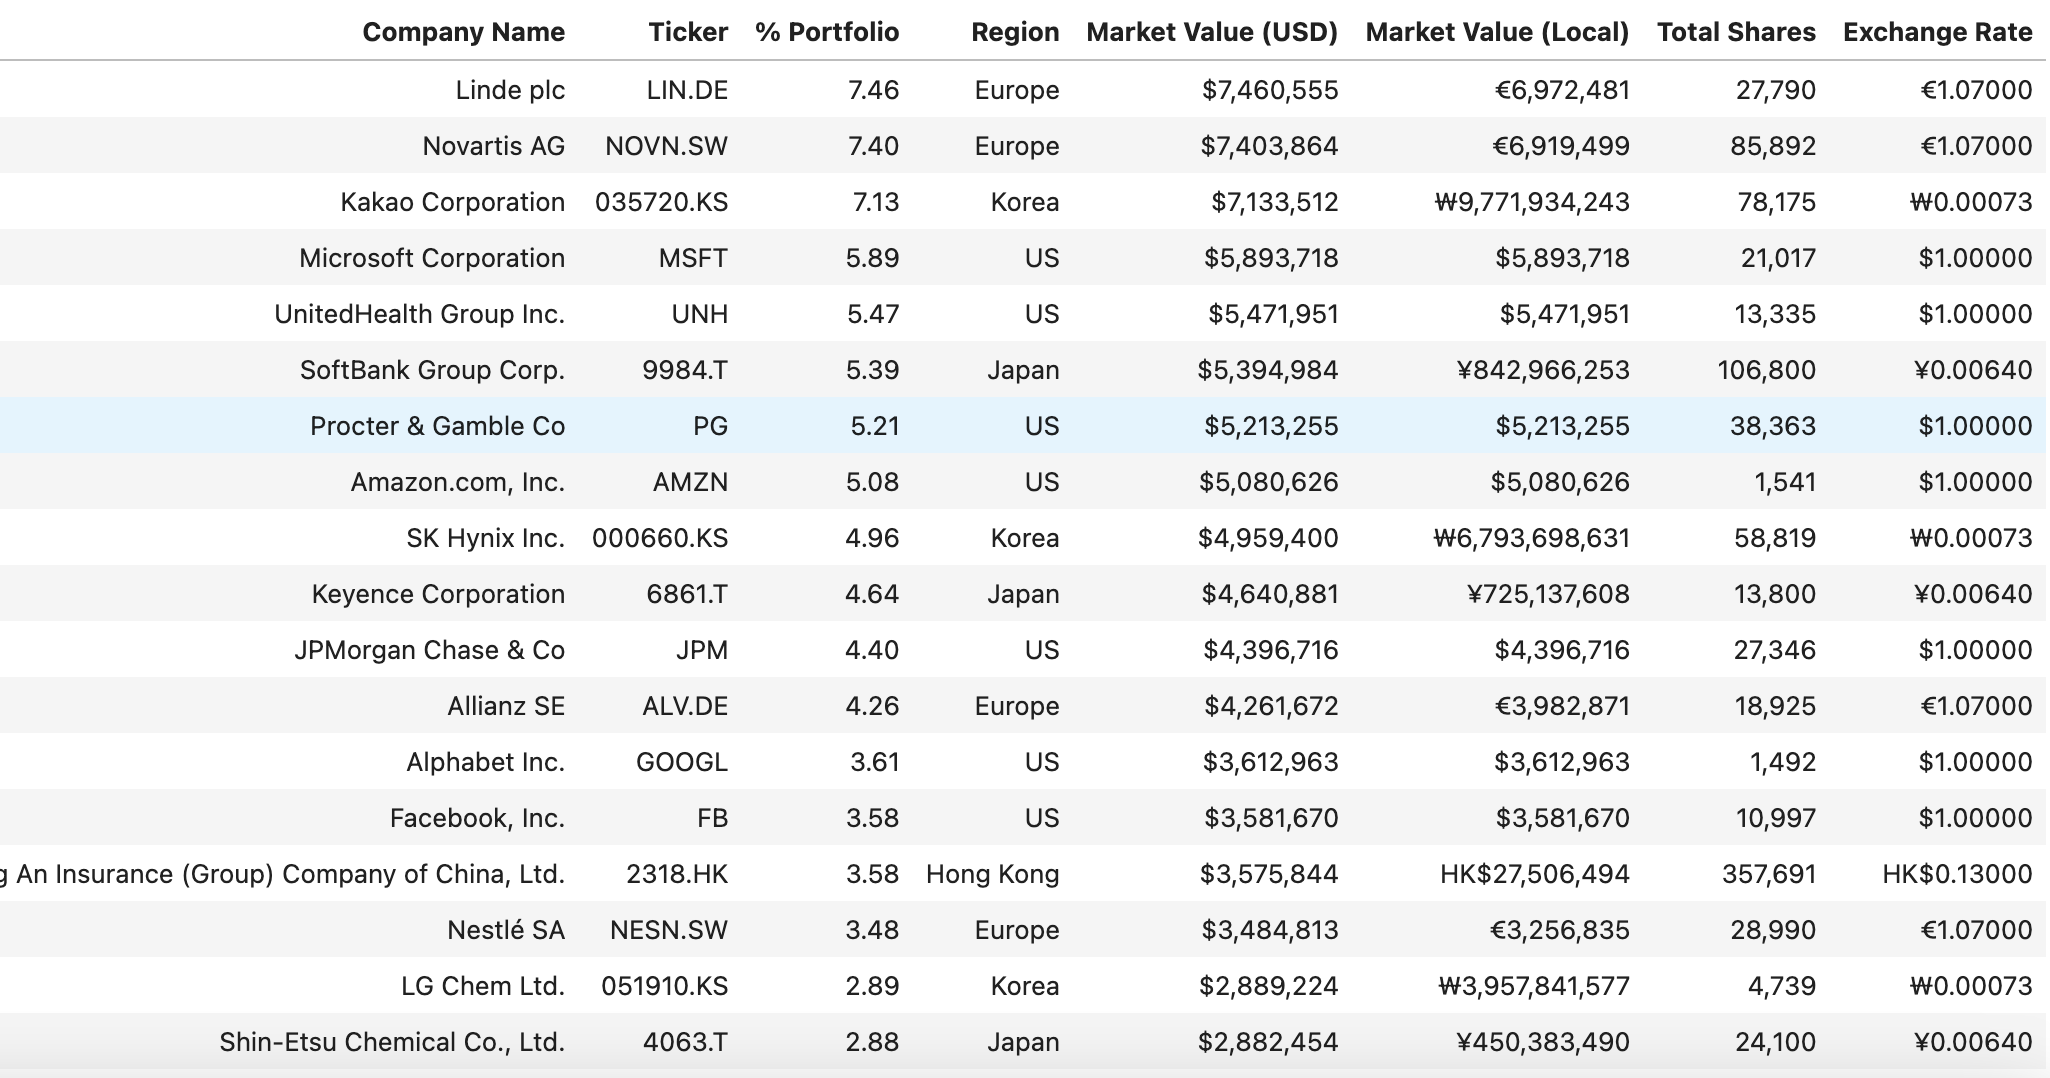 Company Name Ticker % Portfolio Region Market Value (USD) Market Value (Local) Total Shares Exchange Rate
Linde plc LIN.DE 7.46 Europe $7,460,555 €6,972,481 27,790 €1.07000
Novartis AG NOVN.SW 7.40 Europe $7,403,864 €6,919,499 85,892 €1.07000
Kakao Corporation 035720.KS 7.13 Korea $7,133,512 ₩9,771,934,243 78,175 ₩0.00073
Microsoft Corporation MSFT 5.89 US $5,893,718 $5,893,718 21,017 $1.00000
UnitedHealth Group Inc. UNH 5.47 US $5,471,951 $5,471,951 13,335 $1.00000
SoftBank Group Corp. 9984.T 5.39 Japan $5,394,984 ¥842,966,253 106,800 ¥0.00640
Procter & Gamble Co PG 5.21 US $5,213,255 $5,213,255 38,363 $1.00000
Amazon.com, Inc. AMZN 5.08 US $5,080,626 $5,080,626 1,541 $1.00000
SK Hynix Inc. 000660.KS 4.96 Korea $4,959,400 ₩6,793,698,631 58,819 ₩0.00073
Keyence Corporation 6861.T 4.64 Japan $4,640,881 ¥725,137,608 13,800 ¥0.00640
JPMorgan Chase & Co JPM 4.40 US $4,396,716 $4,396,716 27,346 $1.00000
Allianz SE ALV.DE 4.26 Europe $4,261,672 €3,982,871 18,925 €1.07000
Alphabet Inc. GOOGL 3.61 US $3,612,963 $3,612,963 1,492 $1.00000
Facebook, Inc. FB 3.58 US $3,581,670 $3,581,670 10,997 $1.00000
An Insurance (Group) Company of China, Ltd. 2318.HK 3.58 Hong Kong $3,575,844 HK$27,506,494 357,691 HK$0.13000
Nestlé SA NESN.SW 3.48 Europe $3,484,813 €3,256,835 28,990 €1.07000
LG Chem Ltd. 051910.KS 2.89 Korea $2,889,224 ₩3,957,841,577 4,739 ₩0.00073
Shin-Etsu Chemical Co., Ltd. 4063.T 2.88 Japan $2,882,454 ¥450,383,490 24,100 ¥0.00640